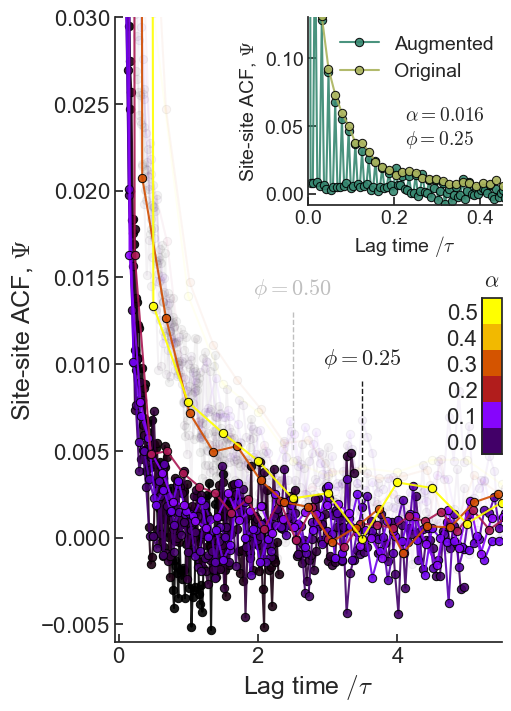 0.030
0.025
0.020
0.015
0.010
0.005
0.000
−0.005
Site-site ACF, Ψ
0
2
4
Lag time /τ
ϕ = 0.50
ϕ = 0.25
α
0.5
0.4
0.3
0.2
0.1
0.0
Site-site ACF, Ψ
0.10
0.05
0.00
Augmented
Original
α = 0.016
ϕ = 0.25
0.0
0.2
0.4
Lag time /τ